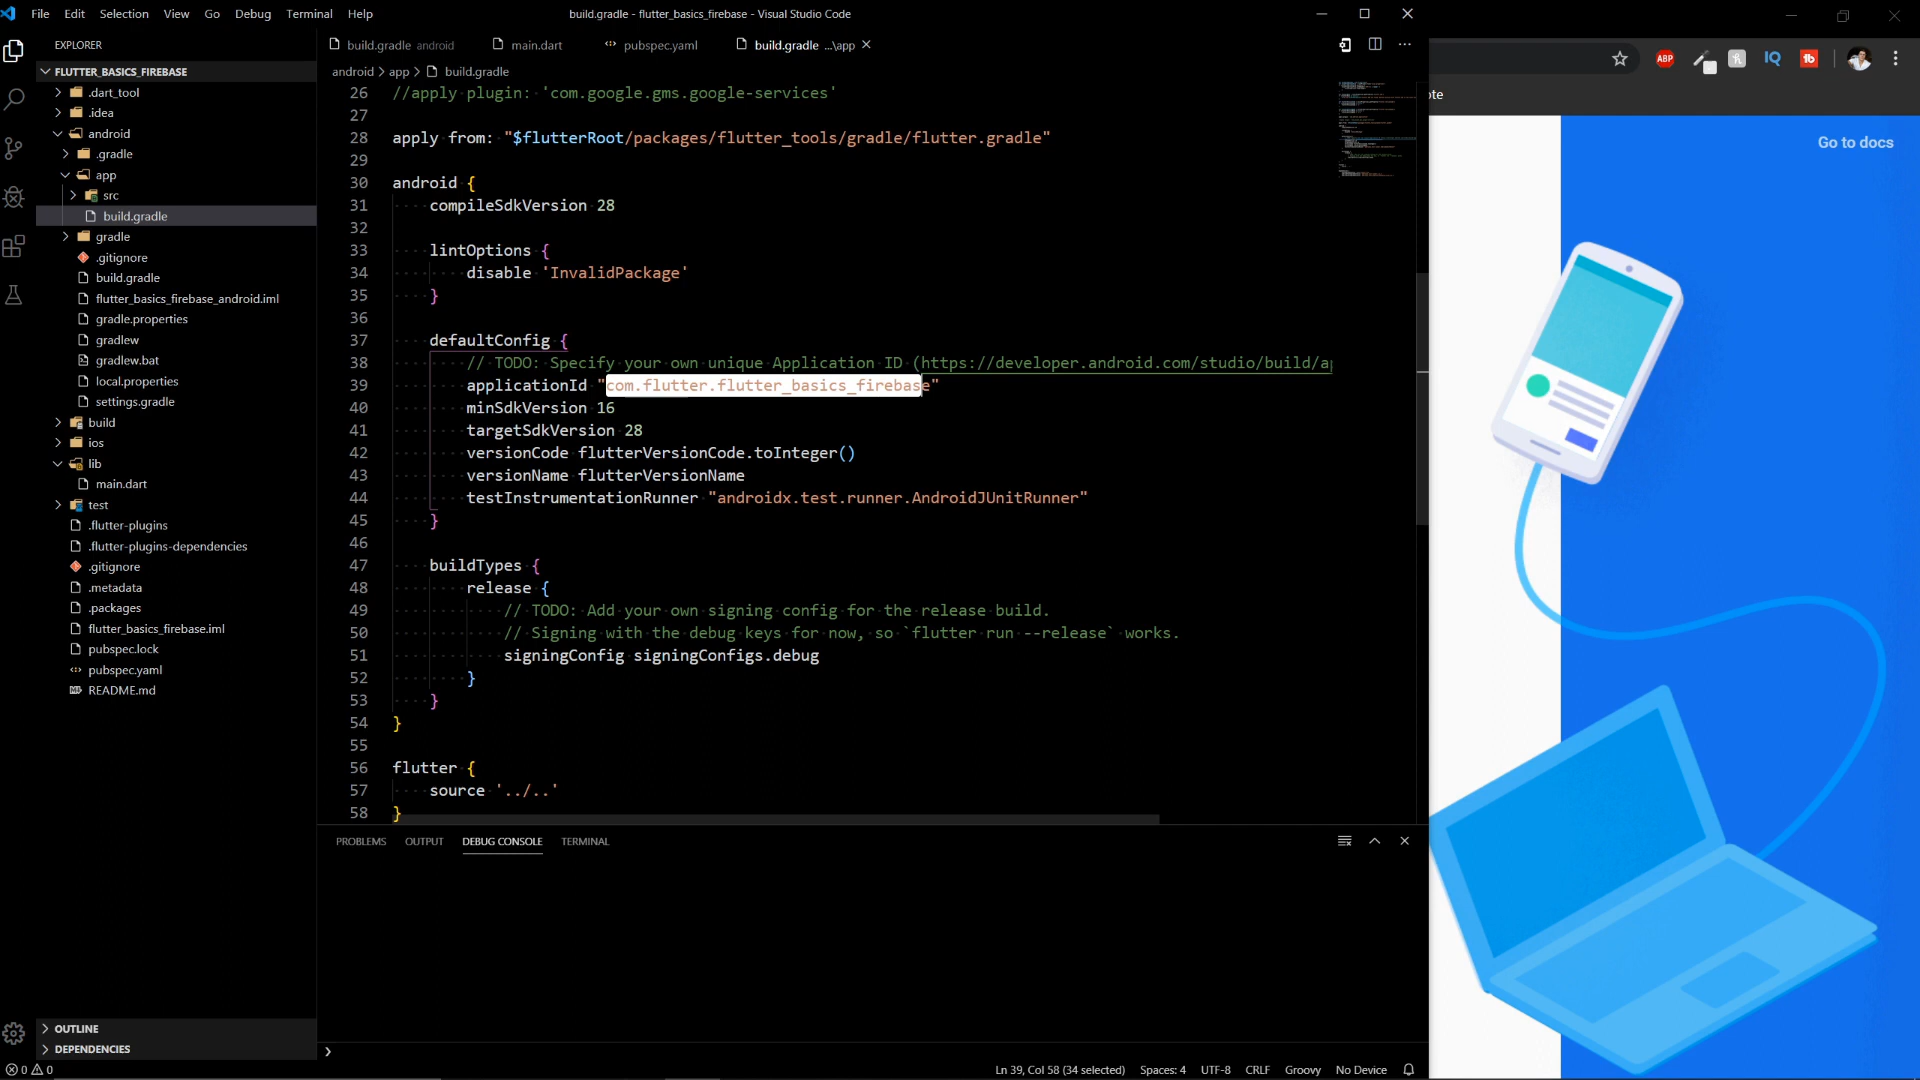 File Edit Selection View Go Debug Terminal Help
build.gradle - flutter_basics_firebase - Visual Studio Code
EXPLORER
FLUTTER_BASICS_FIREBASE
.dart_tool
.idea
android
.gradle
app
src
build.gradle
gradle
.gitignore
build.gradle
flutter_basics_firebase_android.iml
gradle.properties
gradlew
gradlew.bat
local.properties
settings.gradle
build
ios
lib
main.dart
test
.flutter-plugins
.flutter-plugins-dependencies
.gitignore
.metadata
.packages
flutter_basics_firebase.iml
pubspec.lock
pubspec.yaml
README.md
OUTLINE
DEPENDENCIES
build.gradle android main.dart pubspec.yaml build.gradle ...\app
android > app > build.gradle
26 //apply plugin: 'com.google.gms.google-services'
27
28 apply from: "$flutterRoot/packages/flutter_tools/gradle/flutter.gradle"
29
30 android {
31 compileSdkVersion 28
32
33 lintOptions {
34 disable 'InvalidPackage'
35 }
36
37 defaultConfig {
38 // TODO: Specify your own unique Application ID (https://developer.android.com/studio/build/ap
39 applicationId "com.flutter.flutter_basics_firebase"
40 minSdkVersion 16
41 targetSdkVersion 28
42 versionCode flutterVersionCode.toInteger()
43 versionName flutterVersionName
44 testInstrumentationRunner "androidx.test.runner.AndroidJUnitRunner"
45 }
46
47 buildTypes {
48 release {
49 // TODO: Add your own signing config for the release build.
50 // Signing with the debug keys for now, so `flutter run --release` works.
51 signingConfig signingConfigs.debug
52 }
53 }
54 }
55
56 flutter {
57 source '../..'
58 }
PROBLEMS OUTPUT DEBUG CONSOLE TERMINAL
0 0
Ln 39, Col 58 (34 selected) Spaces: 4 UTF-8 CRLF Groovy No Device
ABP
IQ
tb
ote
Go to docs